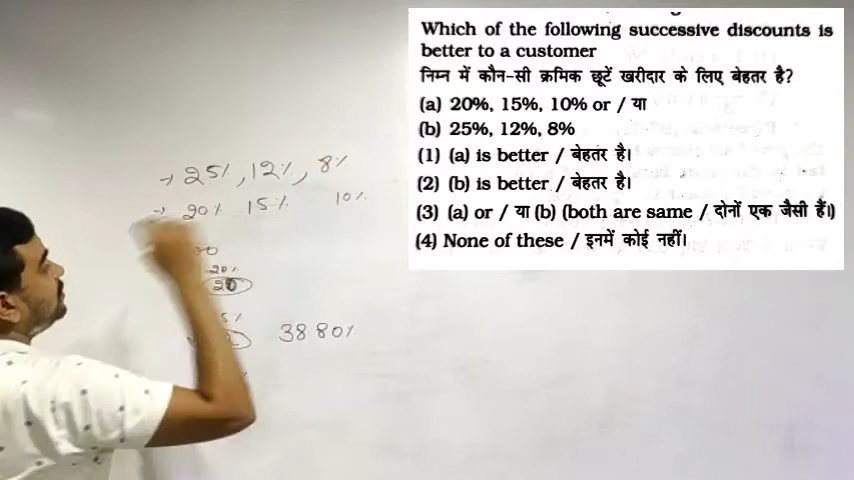 Which of the following successive discounts is
better to a customer
निम्न में कौन-सी क्रमिक छूटें खरीदार के लिए बेहतर है?
(a) 20%, 15%, 10% or / या
(b) 25%, 12%, 8%
(1) (a) is better / बेहतर है।
(2) (b) is better / बेहतर है।
(3) (a) or / या (b) (both are same / दोनों एक जैसी हैं।)
(4) None of these / इनमें कोई नहीं।
→ 25%, 12%, 8%
→ 20% 15% 10%
20%
20
38.80%